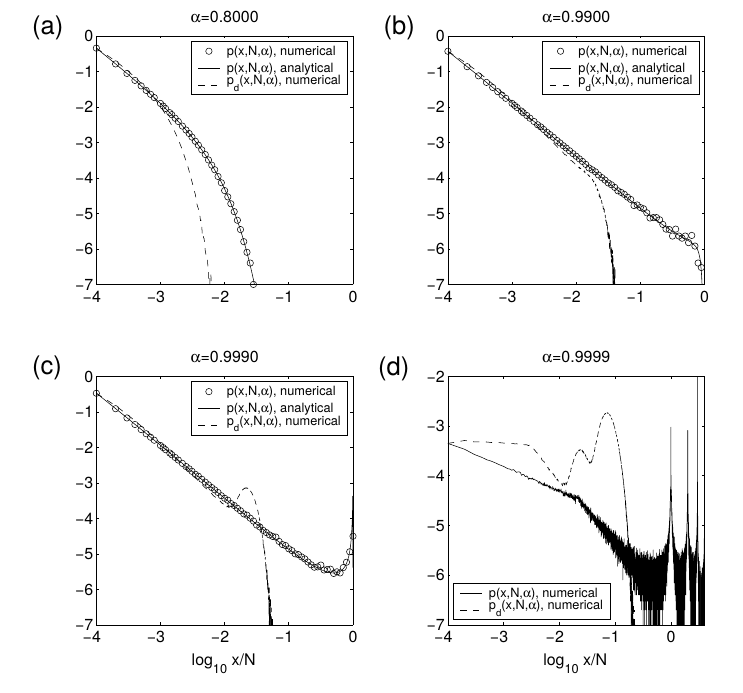 (a)
α=0.8000
p(x,N,α), numerical
p(x,N,α), analytical
p_d(x,N,α), numerical
0
−1
−2
−3
−4
−5
−6
−7
−4
−3
−2
−1
0
(b)
α=0.9900
p(x,N,α), numerical
p(x,N,α), analytical
p_d(x,N,α), numerical
0
−1
−2
−3
−4
−5
−6
−7
−4
−3
−2
−1
0
(c)
α=0.9990
p(x,N,α), numerical
p(x,N,α), analytical
p_d(x,N,α), numerical
0
−1
−2
−3
−4
−5
−6
−7
−4
−3
−2
−1
0
log₁₀ x/N
(d)
α=0.9999
−2
−3
−4
−5
−6
−7
p(x,N,α), numerical
p_d(x,N,α), numerical
−4
−3
−2
−1
0
log₁₀ x/N